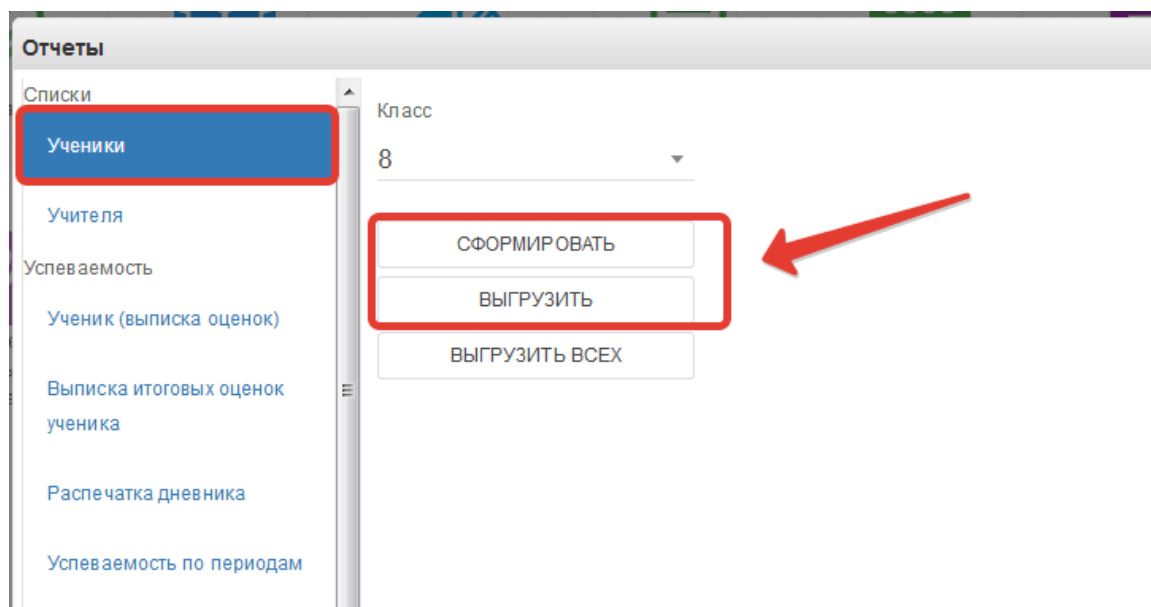 Отчеты
Списки
Ученики
Учителя
Успеваемость
Ученик (выписка оценок)
Выписка итоговых оценок
ученика
Распечатка дневника
Успеваемость по периодам
Класс
8
СФОРМИРОВАТЬ
ВЫГРУЗИТЬ
ВЫГРУЗИТЬ ВСЕХ